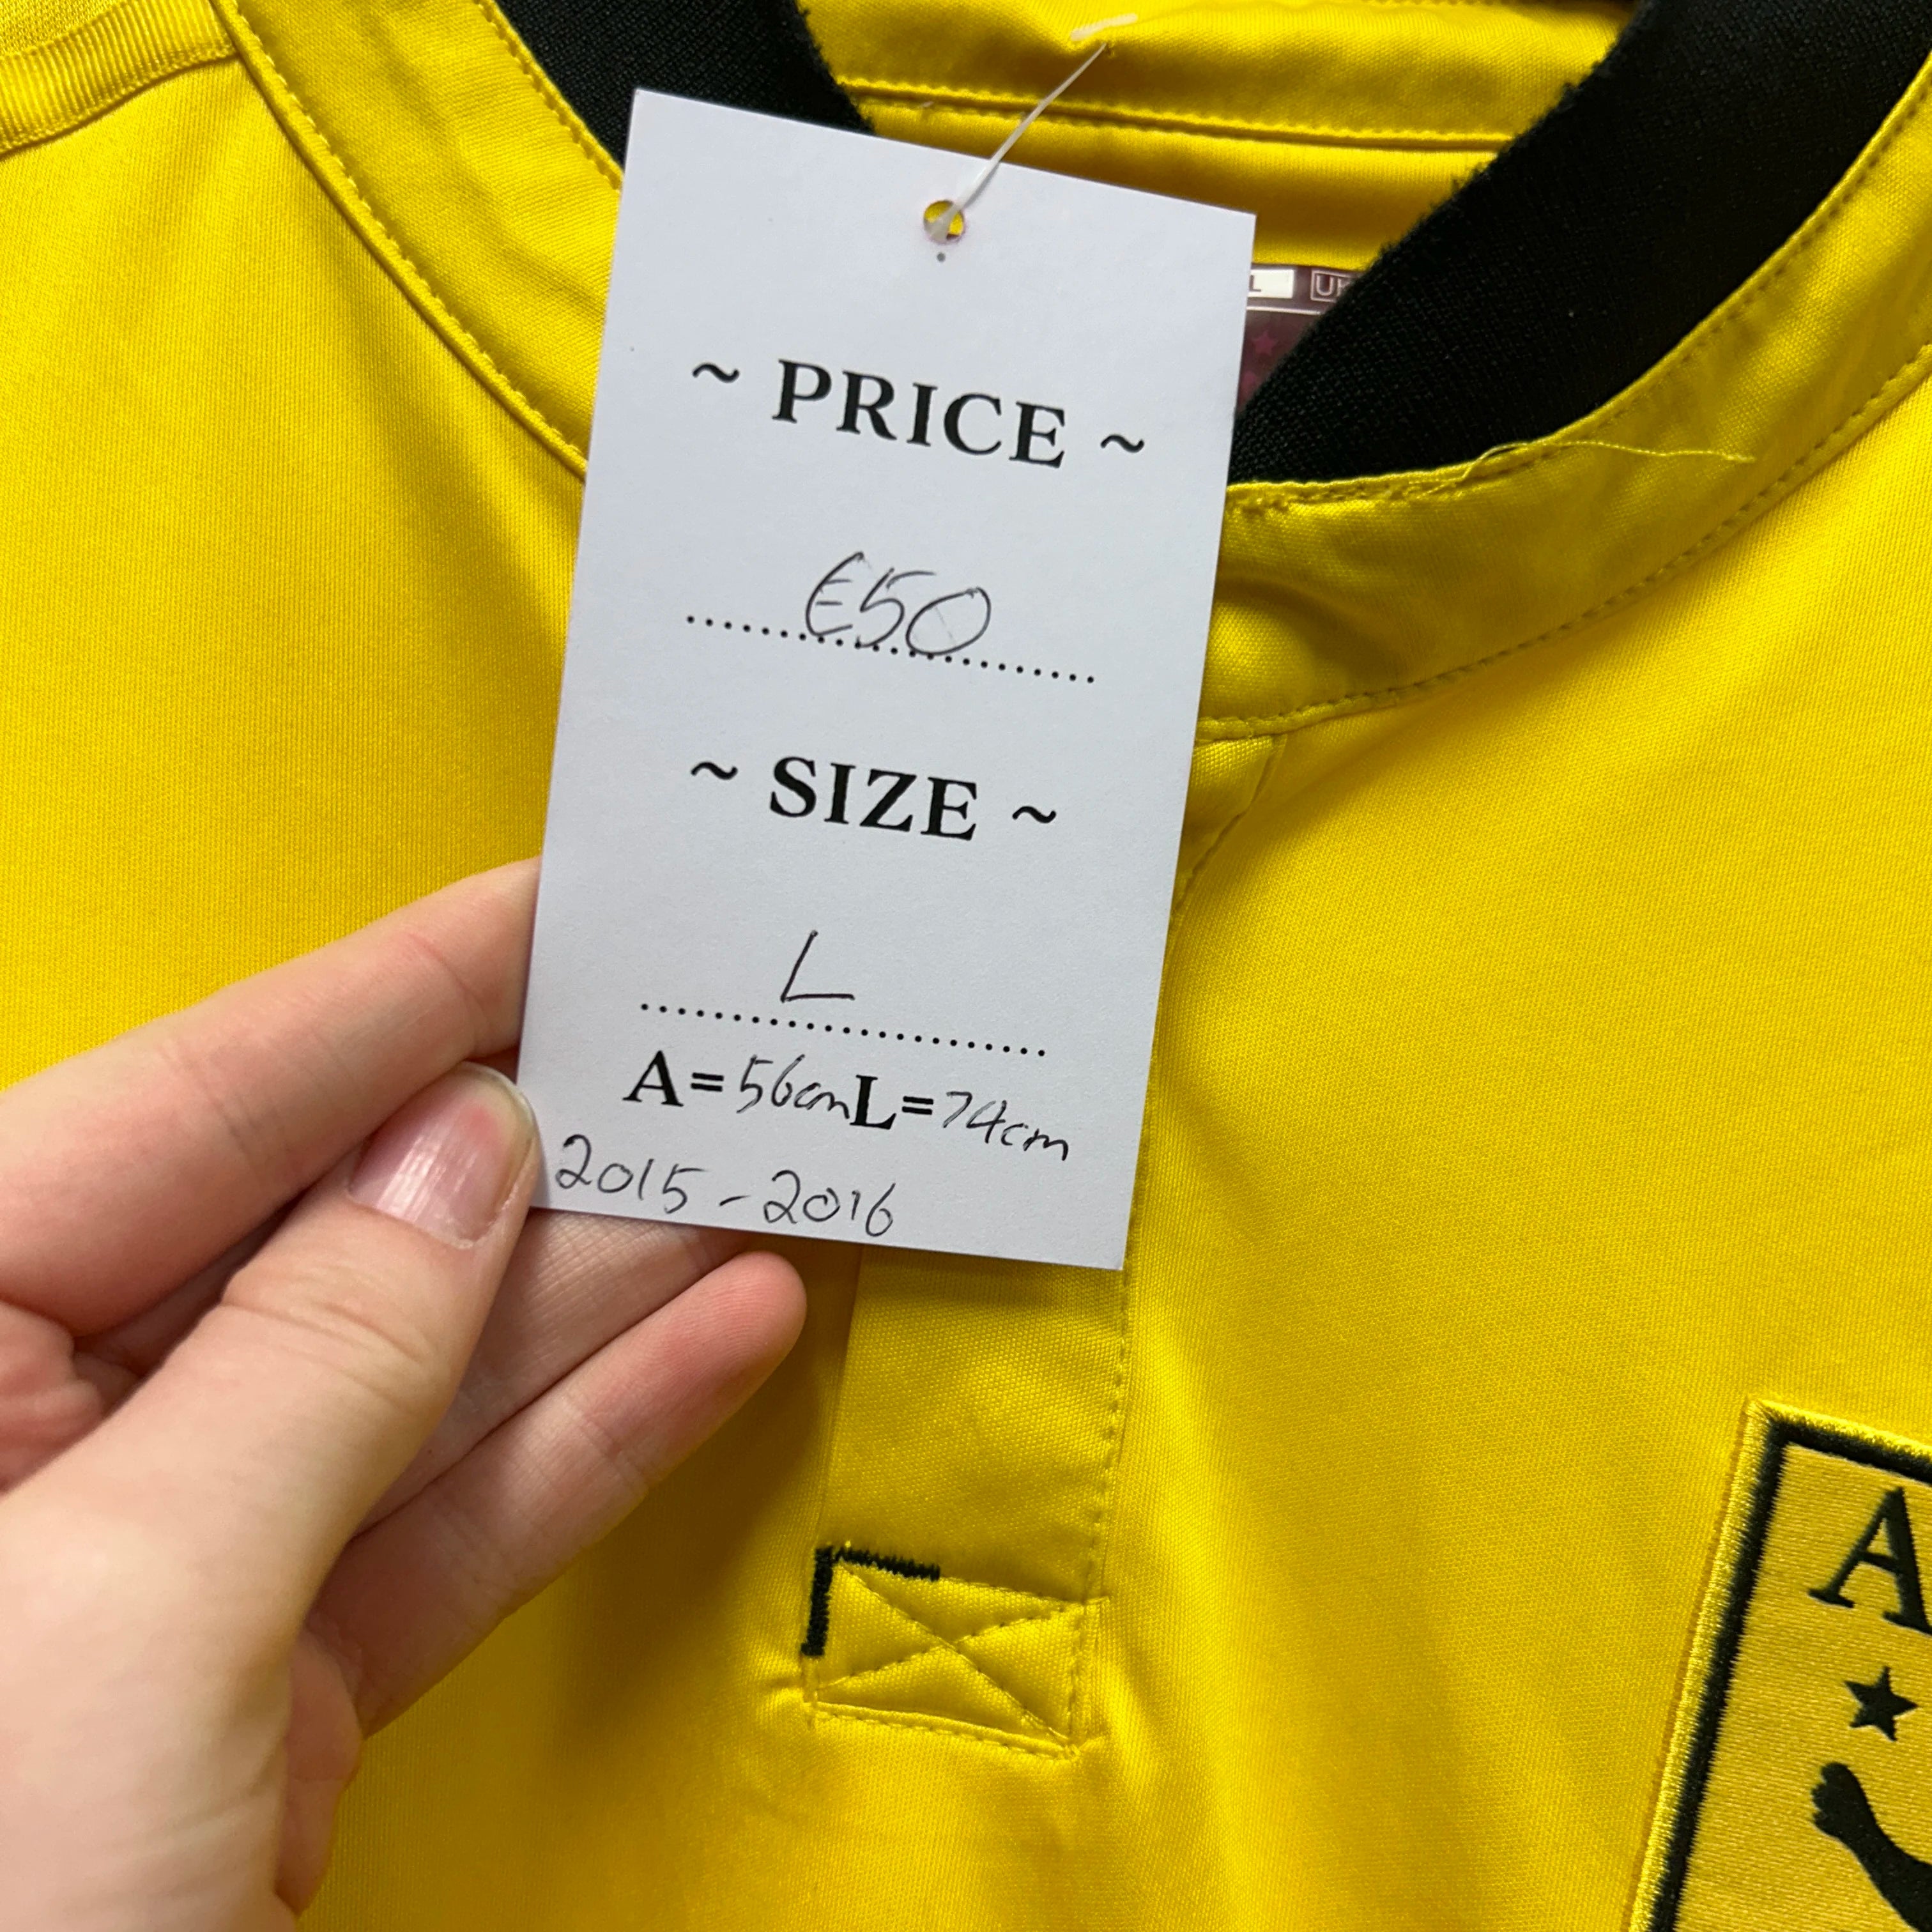 ~ PRICE ~
€50
~ SIZE ~
L
A=56cm L=74cm
2015-2016
L
A